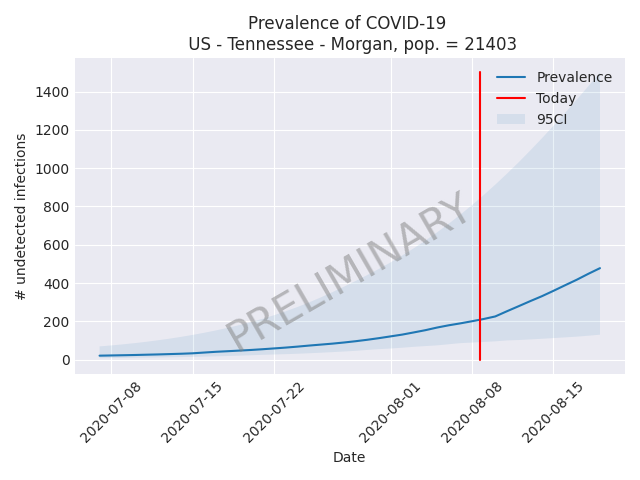 Prevalence of COVID-19
US - Tennessee - Morgan, pop. = 21403
Prevalence
Today
95CI
1400
1200
1000
800
600
400
200
0
# undetected infections
PRELIMINARY
2020-07-08
2020-07-15
2020-07-22
2020-08-01
2020-08-08
2020-08-15
Date